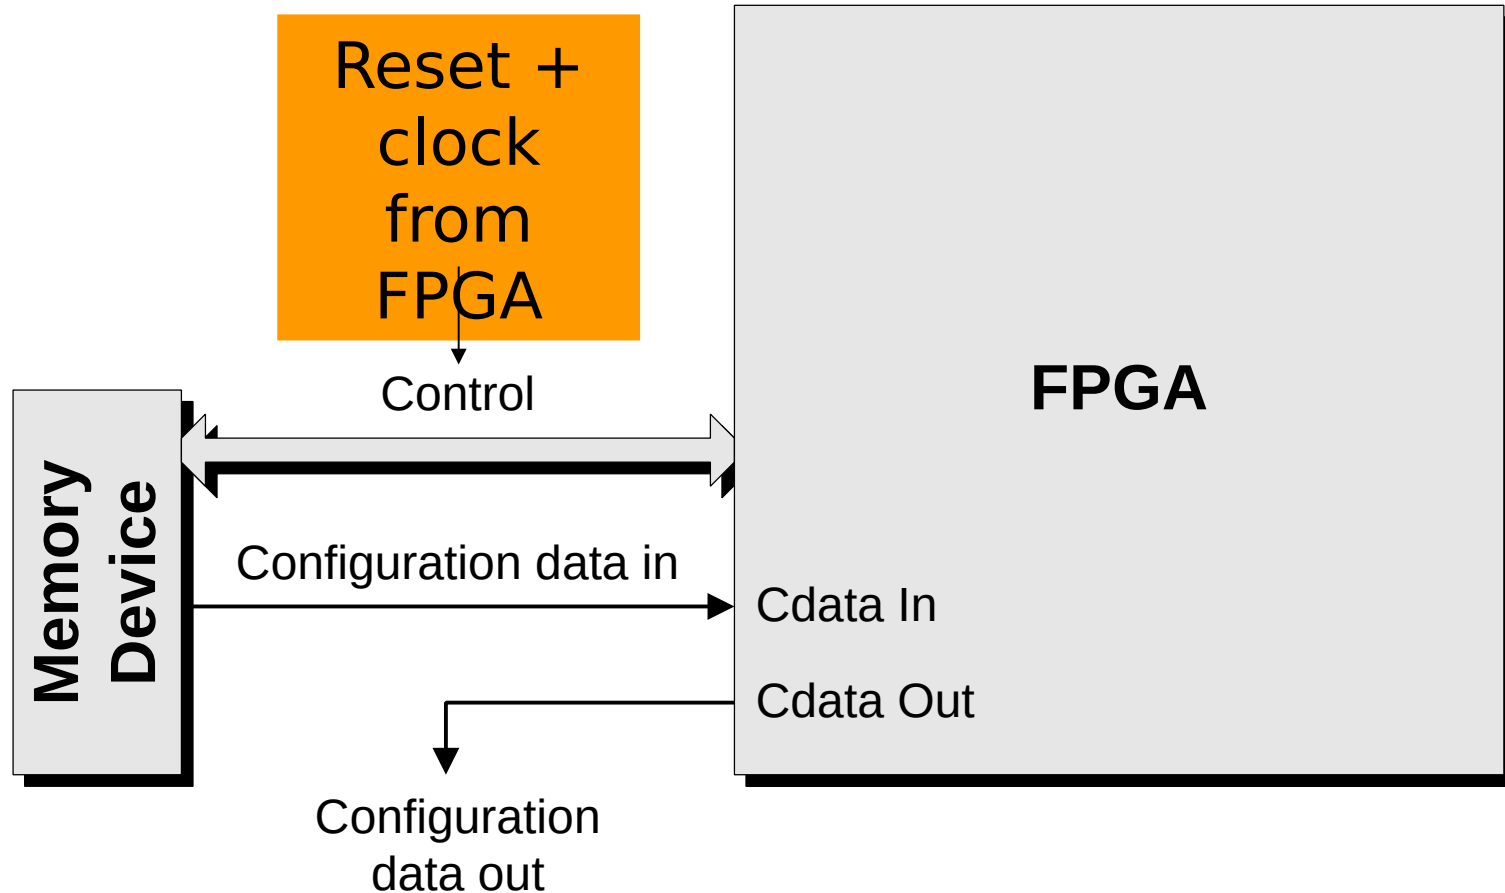 Reset +
clock
from
FPGA
Control
FPGA
Memory
Device
Configuration data in
Cdata In
Cdata Out
Configuration
data out